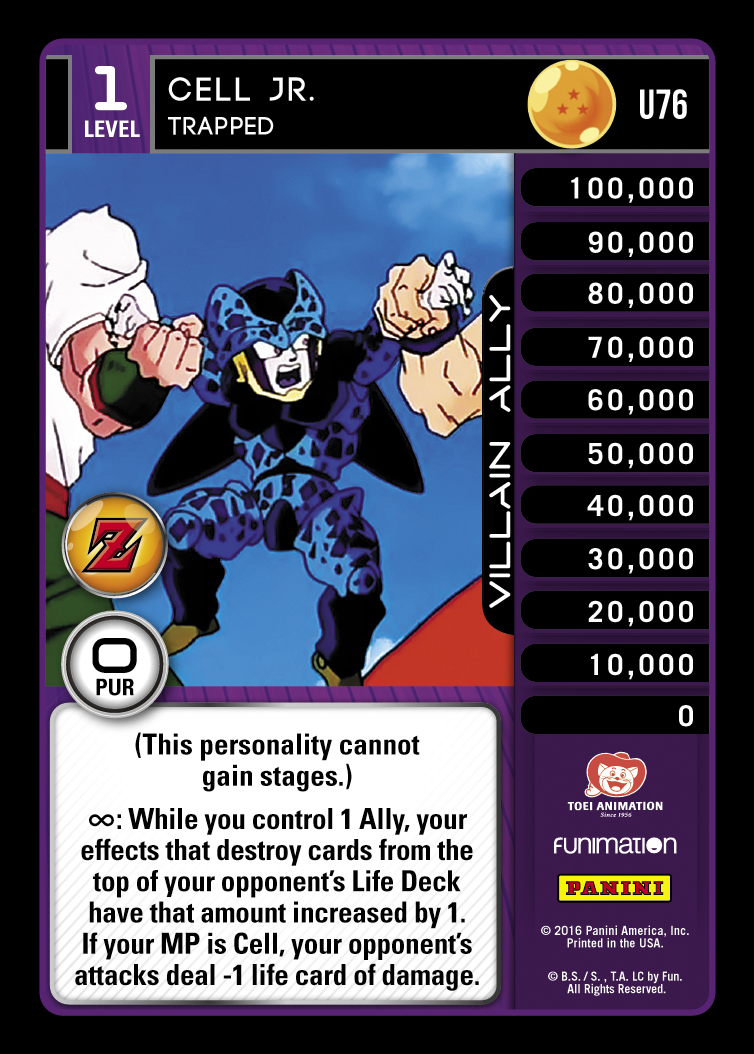 1
LEVEL
CELL JR.
TRAPPED
U76
100,000
90,000
80,000
70,000
60,000
50,000
40,000
30,000
20,000
10,000
0
VILLAIN ALLY
Z
0
PUR
(This personality cannot
gain stages.)
∞: While you control 1 Ally, your
effects that destroy cards from the
top of your opponent's Life Deck
have that amount increased by 1.
If your MP is Cell, your opponent's
attacks deal -1 life card of damage.
TOEI ANIMATION
Since 1956
FUNIMATION
PANINI
© 2016 Panini America, Inc.
Printed in the USA.
© B.S. / S. , T.A. LC by Fun.
All Rights Reserved.